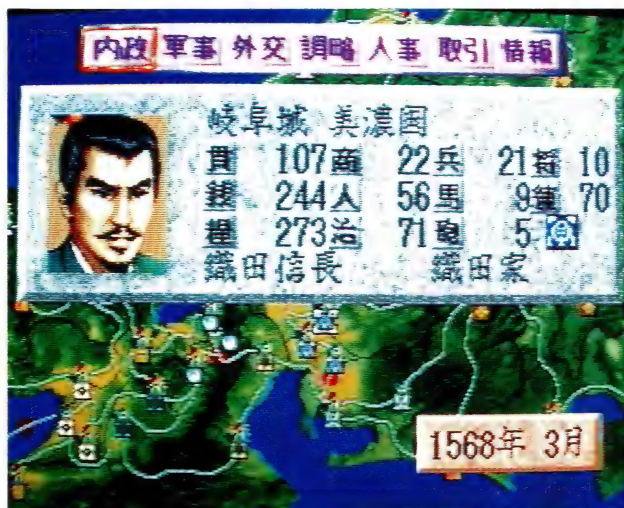 内政 軍事 外交 調略 人事 取引 情報
岐阜城 美濃国
貫 107 商 22 兵 21 10
銭 244 人 56 馬 9 70
糧 273 治 71 砲 5
織田信長 織田家
1568年 3月